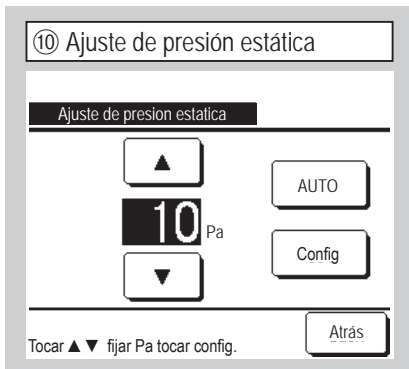 ⑩ Ajuste de presión estática
Ajuste de presion estatica
▲
AUTO
10 Pa
Config
▼
Atrás
Tocar ▲ ▼ fijar Pa tocar config.